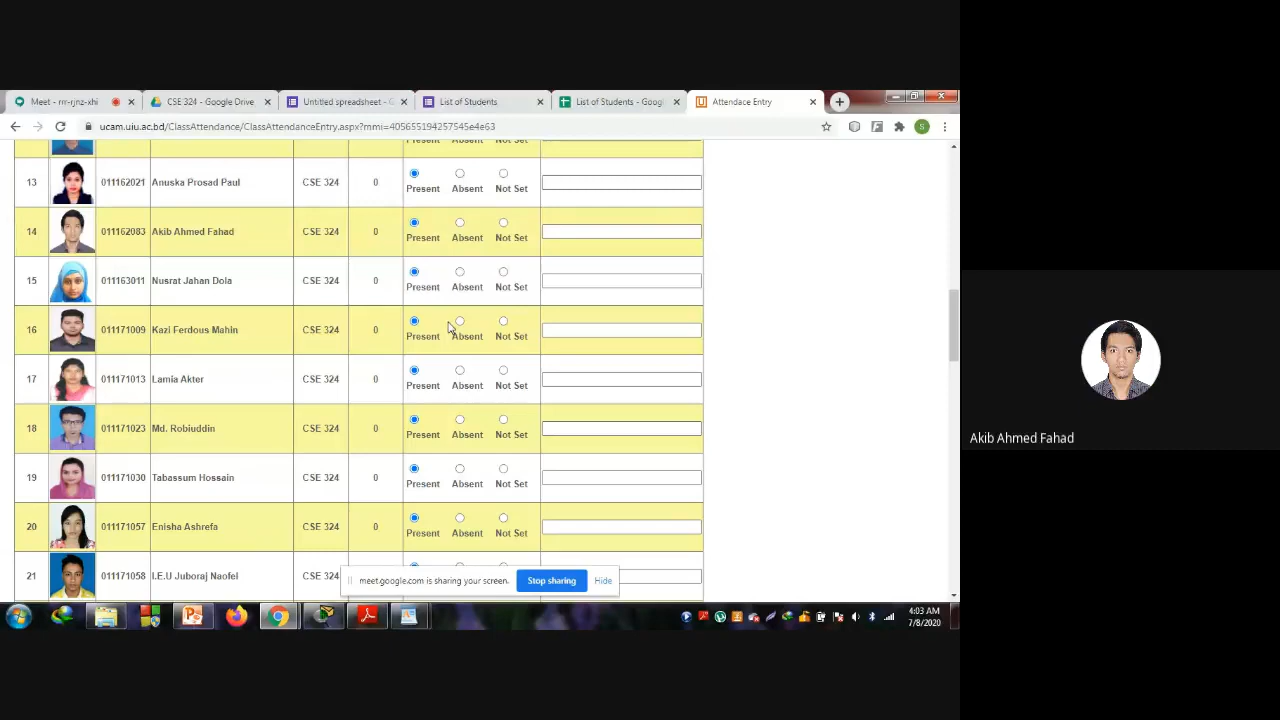 Meet - rrr-rjnz-xhi
CSE 324 - Google Drive
Untitled spreadsheet - G
List of Students
List of Students - Googl
Attendace Entry
ucam.uiu.ac.bd/ClassAttendance/ClassAttendanceEntry.aspx?mmi=405655194257545e4e63
S
Present Absent Not Set
13 011162021 Anuska Prosad Paul CSE 324 0 Present Absent Not Set
14 011162083 Akib Ahmed Fahad CSE 324 0 Present Absent Not Set
15 011163011 Nusrat Jahan Dola CSE 324 0 Present Absent Not Set
16 011171009 Kazi Ferdous Mahin CSE 324 0 Present Absent Not Set
17 011171013 Lamia Akter CSE 324 0 Present Absent Not Set
18 011171023 Md. Robiuddin CSE 324 0 Present Absent Not Set
19 011171030 Tabassum Hossain CSE 324 0 Present Absent Not Set
20 011171057 Enisha Ashrefa CSE 324 0 Present Absent Not Set
21 011171058 I.E.U Juboraj Naofel CSE 324
meet.google.com is sharing your screen. Stop sharing Hide
4:03 AM
7/8/2020
Akib Ahmed Fahad